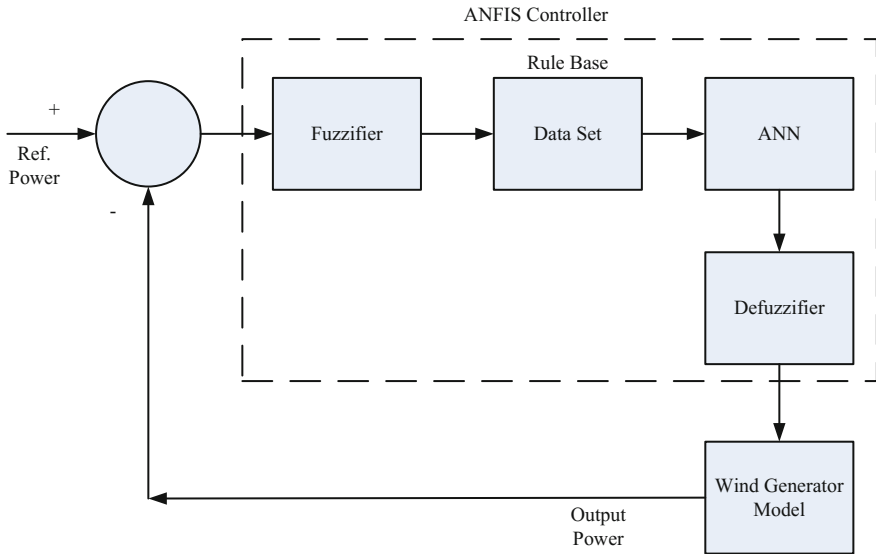 ANFIS Controller
Rule Base
+
Ref.
Power
-
Fuzzifier
Data Set
ANN
Defuzzifier
Wind Generator
Model
Output
Power